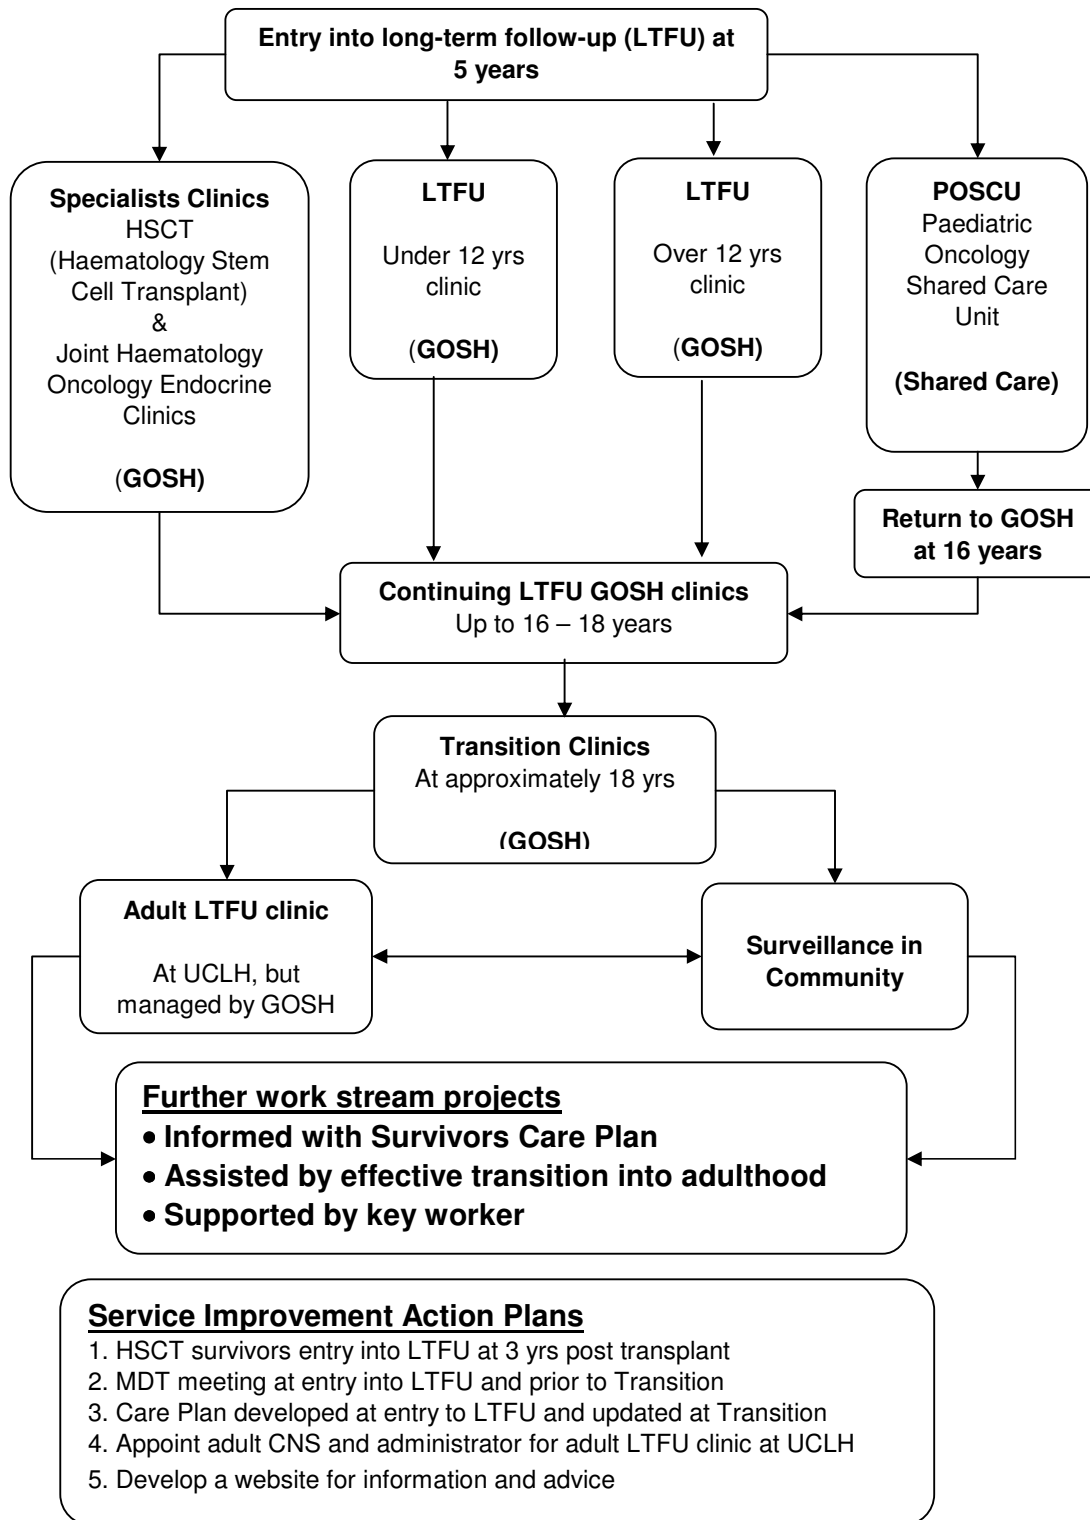 Entry into long-term follow-up (LTFU) at
5 years
Specialists Clinics
HSCT
(Haematology Stem
Cell Transplant)
&
Joint Haematology
Oncology Endocrine
Clinics
(GOSH)
LTFU
Under 12 yrs
clinic
(GOSH)
LTFU
Over 12 yrs
clinic
(GOSH)
POSCU
Paediatric
Oncology
Shared Care
Unit
(Shared Care)
Return to GOSH
at 16 years
Continuing LTFU GOSH clinics
Up to 16 – 18 years
Transition Clinics
At approximately 18 yrs
(GOSH)
Adult LTFU clinic
At UCLH, but
managed by GOSH
Surveillance in
Community
Further work stream projects
• Informed with Survivors Care Plan
• Assisted by effective transition into adulthood
• Supported by key worker
Service Improvement Action Plans
1. HSCT survivors entry into LTFU at 3 yrs post transplant
2. MDT meeting at entry into LTFU and prior to Transition
3. Care Plan developed at entry to LTFU and updated at Transition
4. Appoint adult CNS and administrator for adult LTFU clinic at UCLH
5. Develop a website for information and advice